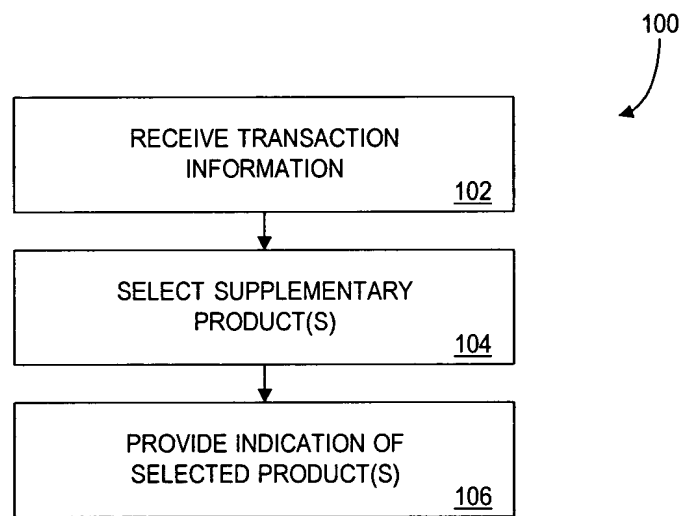 100
RECEIVE TRANSACTION
INFORMATION
102
SELECT SUPPLEMENTARY
PRODUCT(S)
104
PROVIDE INDICATION OF
SELECTED PRODUCT(S)
106